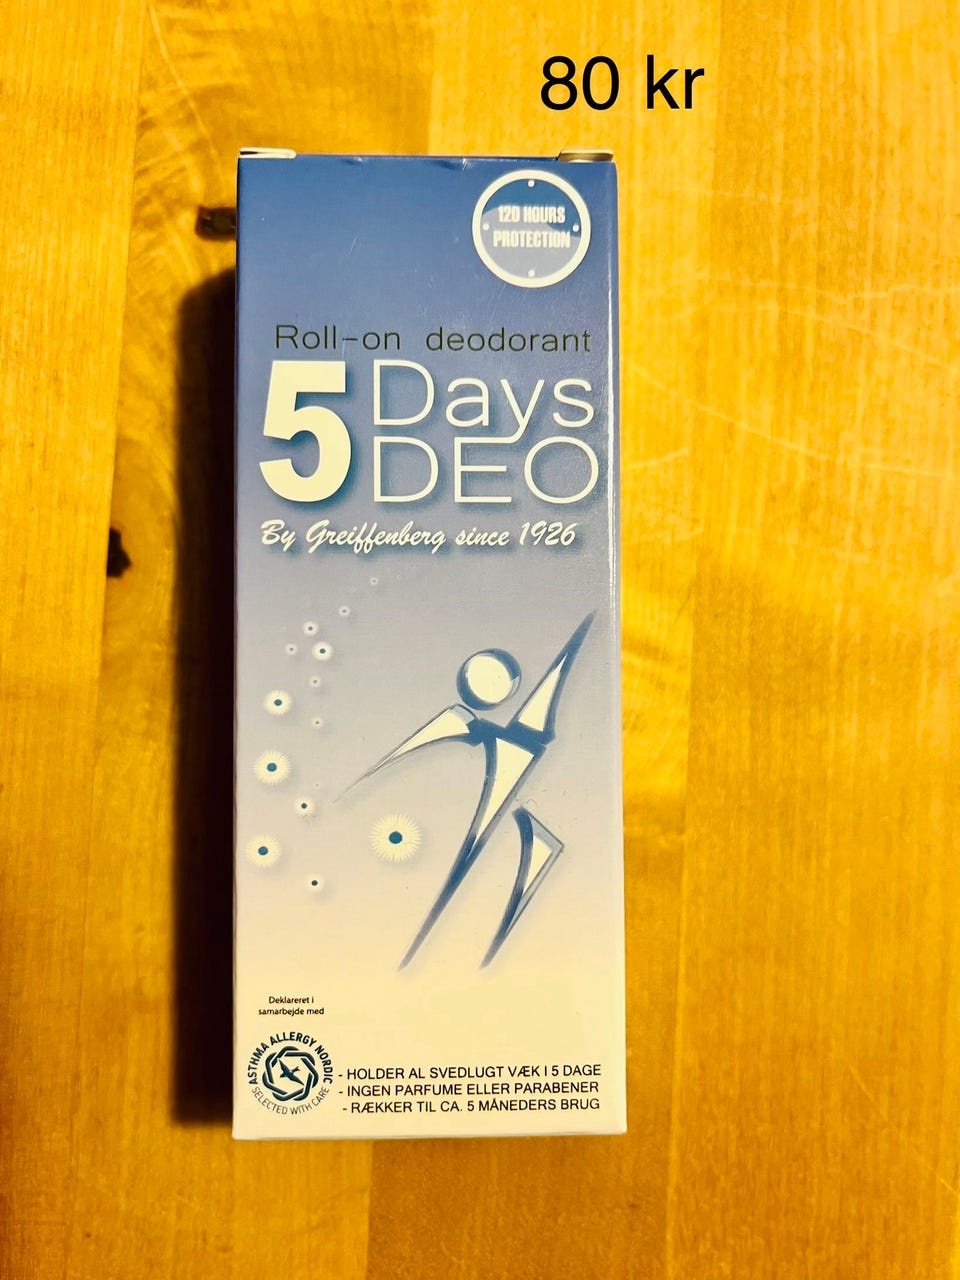 80 kr
120 HOURS
PROTECTION
Roll-on deodorant
5 Days
DEO
By Greiffenberg since 1926
Deklareret i
samarbejde med
ASTHMA ALLERGY NORDIC
SELECTED WITH CARE
- HOLDER AL SVEDLUGT VÆK I 5 DAGE
- INGEN PARFUME ELLER PARABENER
- RÆKKER TIL CA. 5 MÅNEDERS BRUG